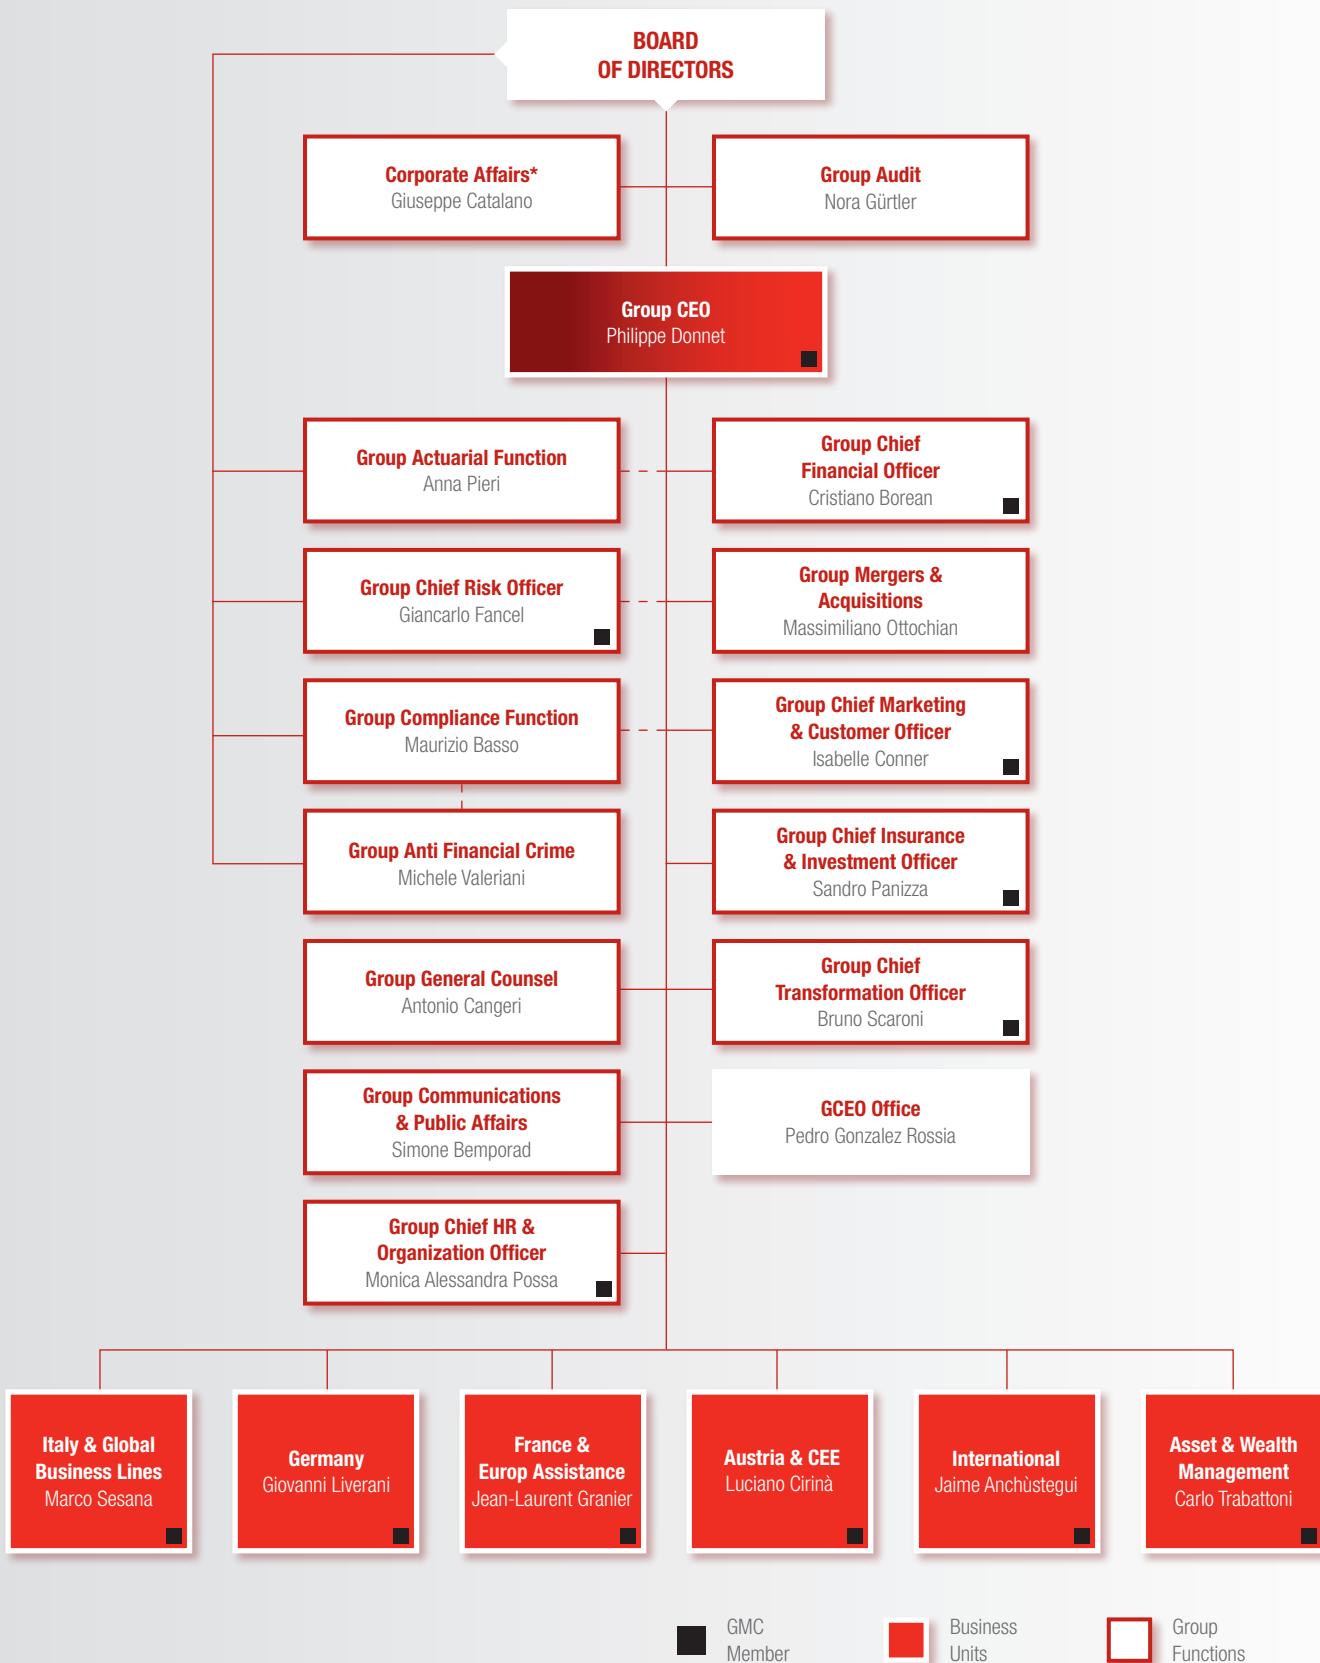 BOARD
OF DIRECTORS
Corporate Affairs*
Giuseppe Catalano
Group Audit
Nora Gürtler
Group CEO
Philippe Donnet
Group Actuarial Function
Anna Pieri
Group Chief
Financial Officer
Cristiano Borean
Group Chief Risk Officer
Giancarlo Fancel
Group Mergers &
Acquisitions
Massimiliano Ottochian
Group Compliance Function
Maurizio Basso
Group Chief Marketing
& Customer Officer
Isabelle Conner
Group Anti Financial Crime
Michele Valeriani
Group Chief Insurance
& Investment Officer
Sandro Panizza
Group General Counsel
Antonio Cangeri
Group Chief
Transformation Officer
Bruno Scaroni
Group Communications
& Public Affairs
Simone Bemporad
GCEO Office
Pedro Gonzalez Rossia
Group Chief HR &
Organization Officer
Monica Alessandra Possa
Italy & Global
Business Lines
Marco Sesana
Germany
Giovanni Liverani
France &
Europ Assistance
Jean-Laurent Granier
Austria & CEE
Luciano Cirinà
International
Jaime Anchùstegui
Asset & Wealth
Management
Carlo Trabattoni
GMC
Member
Business
Units
Group
Functions